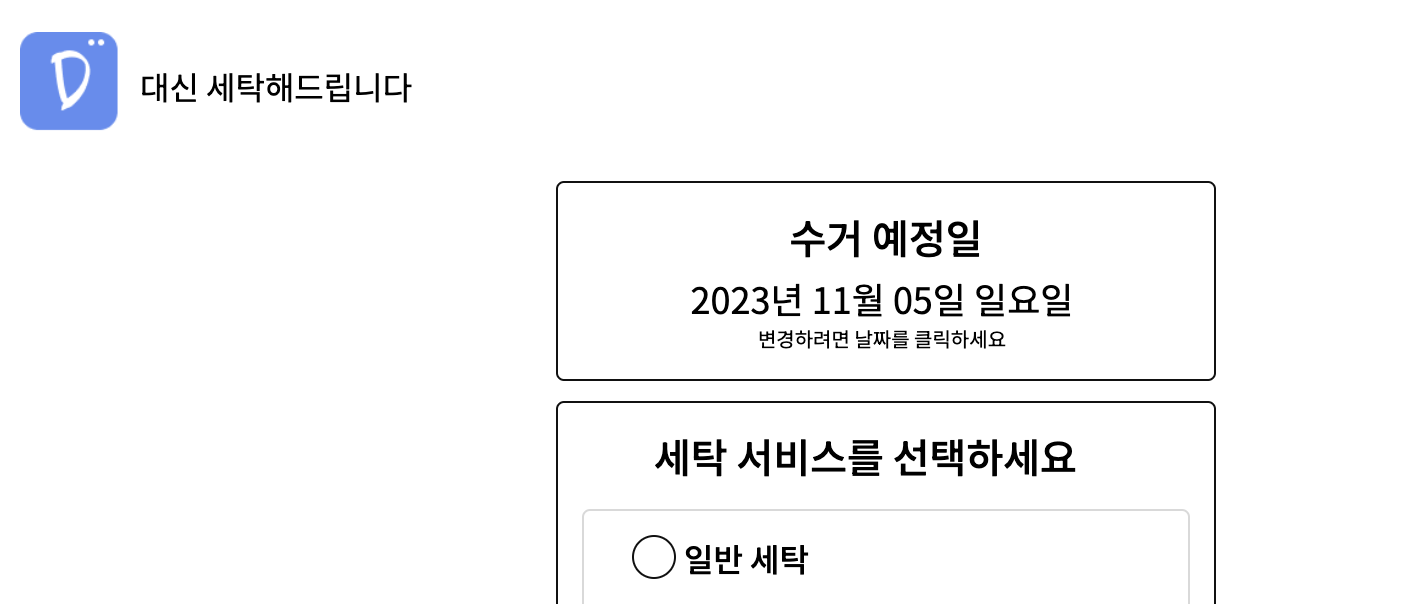 D
대신 세탁해드립니다
수거 예정일
2023년 11월 05일 일요일
변경하려면 날짜를 클릭하세요
세탁 서비스를 선택하세요
일반 세탁